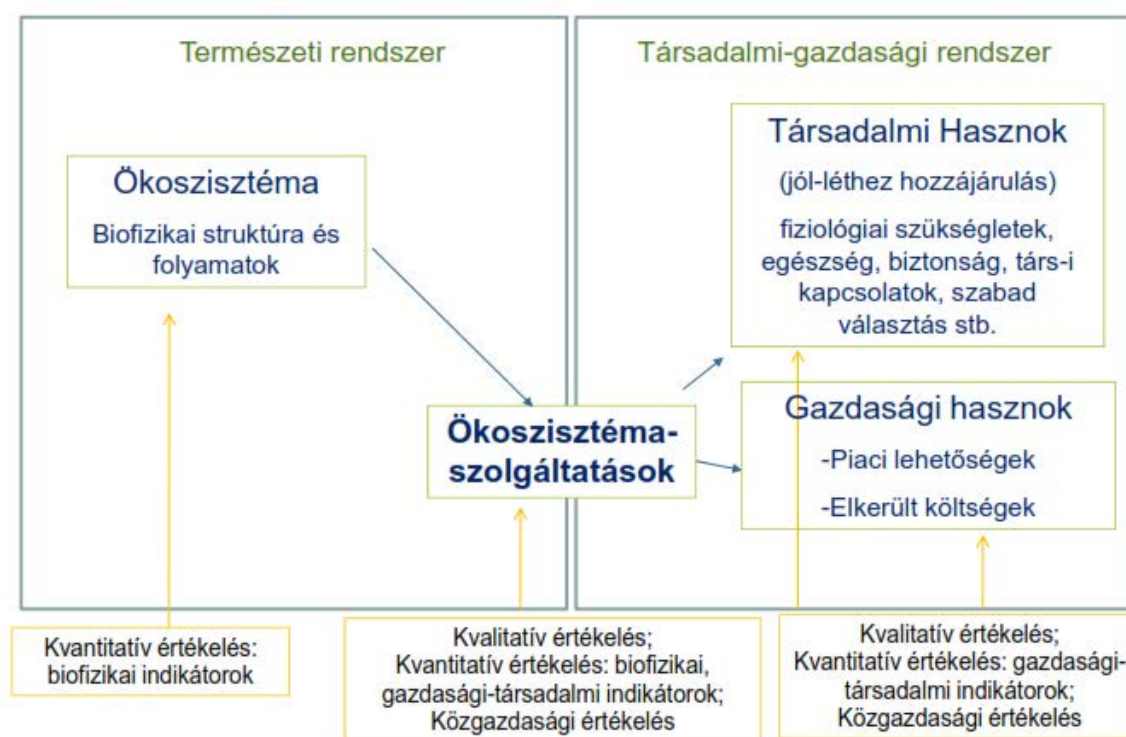 Természeti rendszer
Ökoszisztéma
Biofizikai struktúra és
folyamatok
Társadalmi-gazdasági rendszer
Társadalmi Hasznok
(jól-léthez hozzájárulás)
fiziológiai szükségletek,
egészség, biztonság, társ-i
kapcsolatok, szabad
választás stb.
Ökoszisztéma-
szolgáltatások
Gazdasági hasznok
-Piaci lehetőségek
-Elkerült költségek
Kvantitatív értékelés:
biofizikai indikátorok
Kvalitatív értékelés;
Kvantitatív értékelés: biofizikai,
gazdasági-társadalmi indikátorok;
Közgazdasági értékelés
Kvalitatív értékelés;
Kvantitatív értékelés: gazdasági-
társadalmi indikátorok;
Közgazdasági értékelés